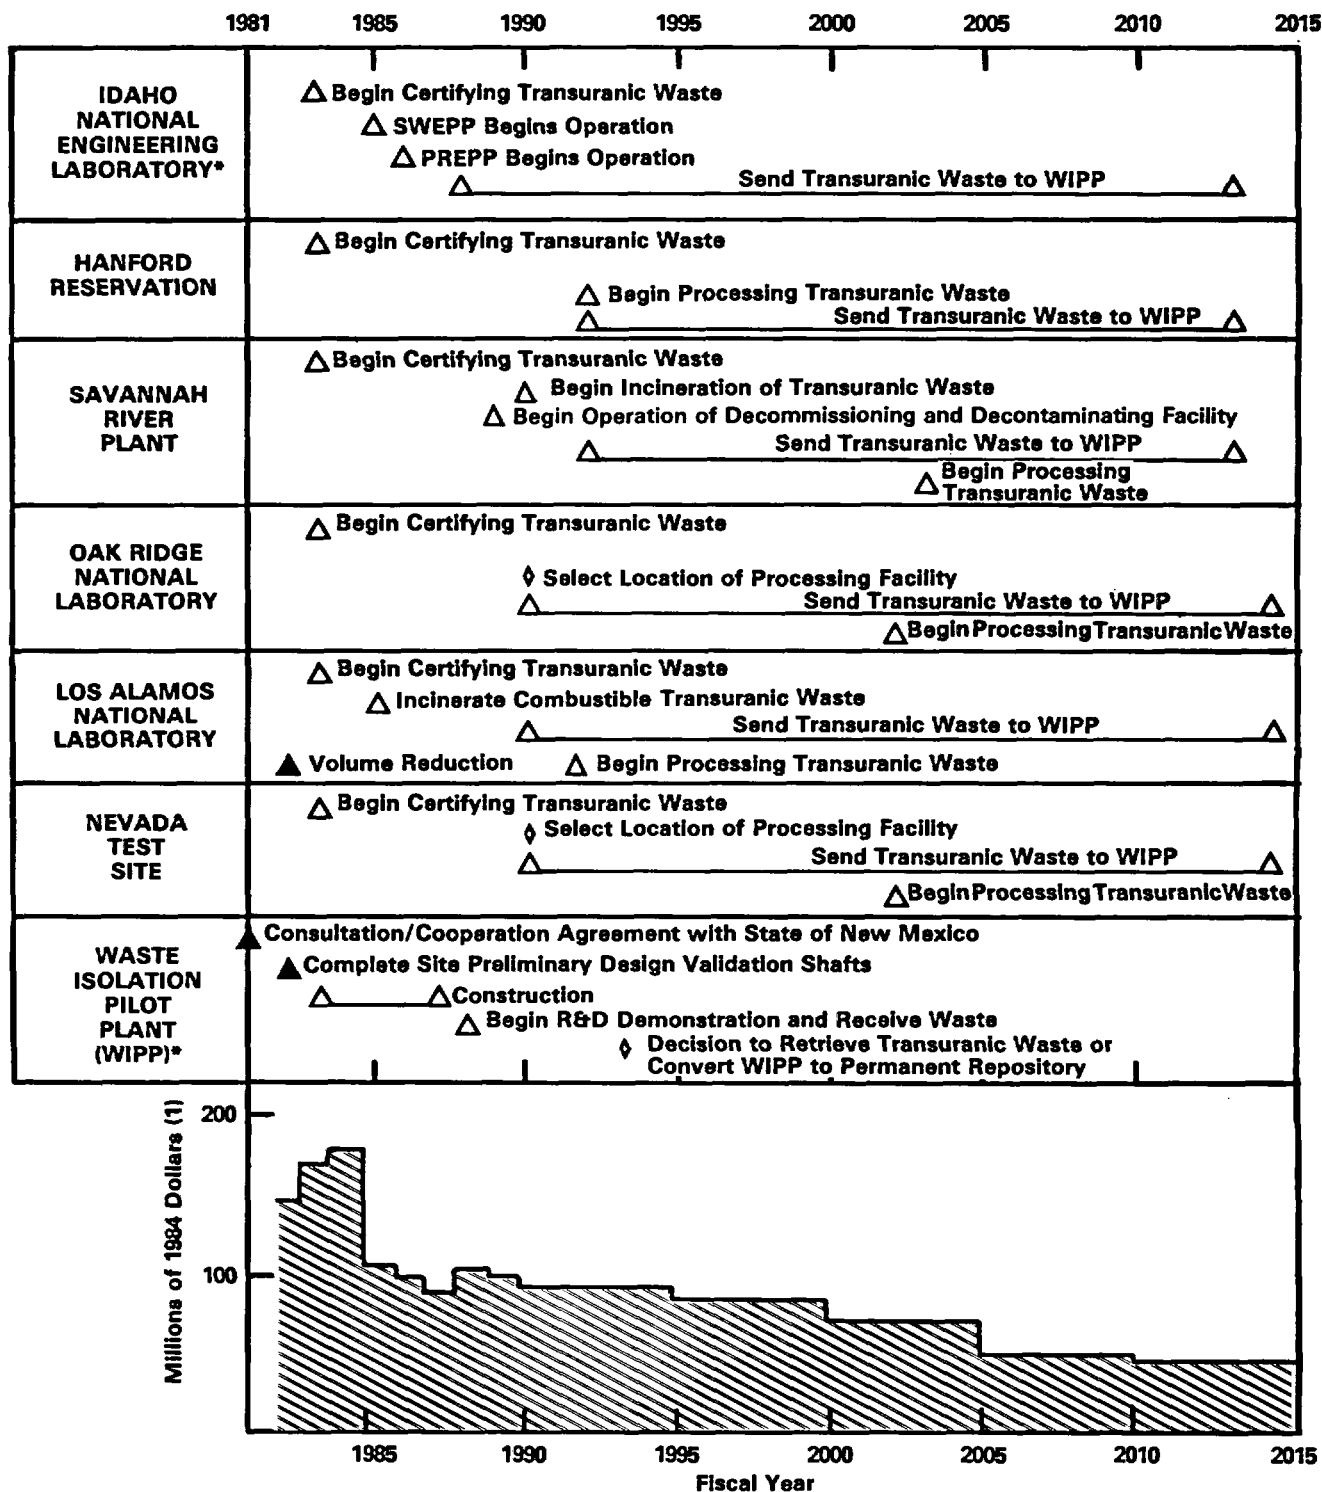 1981 1985 1990 1995 2000 2005 2010 2015
IDAHO
NATIONAL
ENGINEERING
LABORATORY*
Begin Certifying Transuranic Waste
SWEPP Begins Operation
PREPP Begins Operation
Send Transuranic Waste to WIPP
HANFORD
RESERVATION
Begin Certifying Transuranic Waste
Begin Processing Transuranic Waste
Send Transuranic Waste to WIPP
SAVANNAH
RIVER
PLANT
Begin Certifying Transuranic Waste
Begin Incineration of Transuranic Waste
Begin Operation of Decommissioning and Decontaminating Facility
Send Transuranic Waste to WIPP
Begin Processing
Transuranic Waste
OAK RIDGE
NATIONAL
LABORATORY
Begin Certifying Transuranic Waste
Select Location of Processing Facility
Send Transuranic Waste to WIPP
Begin Processing Transuranic Waste
LOS ALAMOS
NATIONAL
LABORATORY
Begin Certifying Transuranic Waste
Incinerate Combustible Transuranic Waste
Send Transuranic Waste to WIPP
Volume Reduction Begin Processing Transuranic Waste
NEVADA
TEST
SITE
Begin Certifying Transuranic Waste
Select Location of Processing Facility
Send Transuranic Waste to WIPP
Begin Processing Transuranic Waste
WASTE
ISOLATION
PILOT
PLANT
(WIPP)*
Consultation/Cooperation Agreement with State of New Mexico
Complete Site Preliminary Design Validation Shafts
Construction
Begin R&D Demonstration and Receive Waste
Decision to Retrieve Transuranic Waste or
Convert WIPP to Permanent Repository
Millions of 1984 Dollars (1)
200
100
1985 1990 1995 2000 2005 2010 2015
Fiscal Year